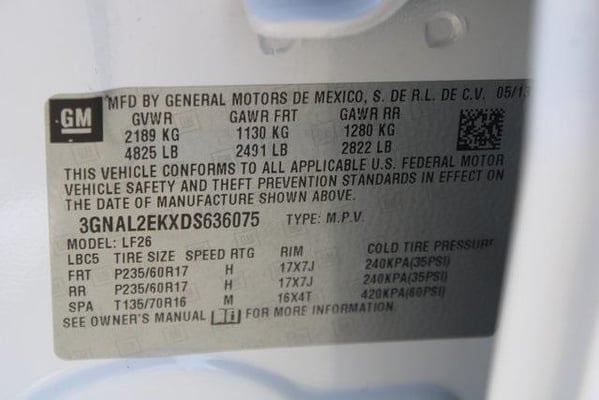 GM
MFD BY GENERAL MOTORS DE MEXICO, S. DE R.L. DE C.V. 05/13
GVWR GAWR FRT GAWR RR
2189 KG 1130 KG 1280 KG
4825 LB 2491 LB 2822 LB
THIS VEHICLE CONFORMS TO ALL APPLICABLE U.S. FEDERAL MOTOR
VEHICLE SAFETY AND THEFT PREVENTION STANDARDS IN EFFECT ON
THE DATE OF MANUFACTURE SHOWN ABOVE.
3GNAL2EKXDS636075 TYPE: M.P.V.
MODEL: LF26
LBC5 TIRE SIZE SPEED RTG RIM COLD TIRE PRESSURE
FRT P235/60R17 H 17X7J 240KPA(35PSI)
RR P235/60R17 H 17X7J 240KPA(35PSI)
SPA T135/70R16 M 16X4T 420KPA(60PSI)
SEE OWNER'S MANUAL i FOR MORE INFORMATION.